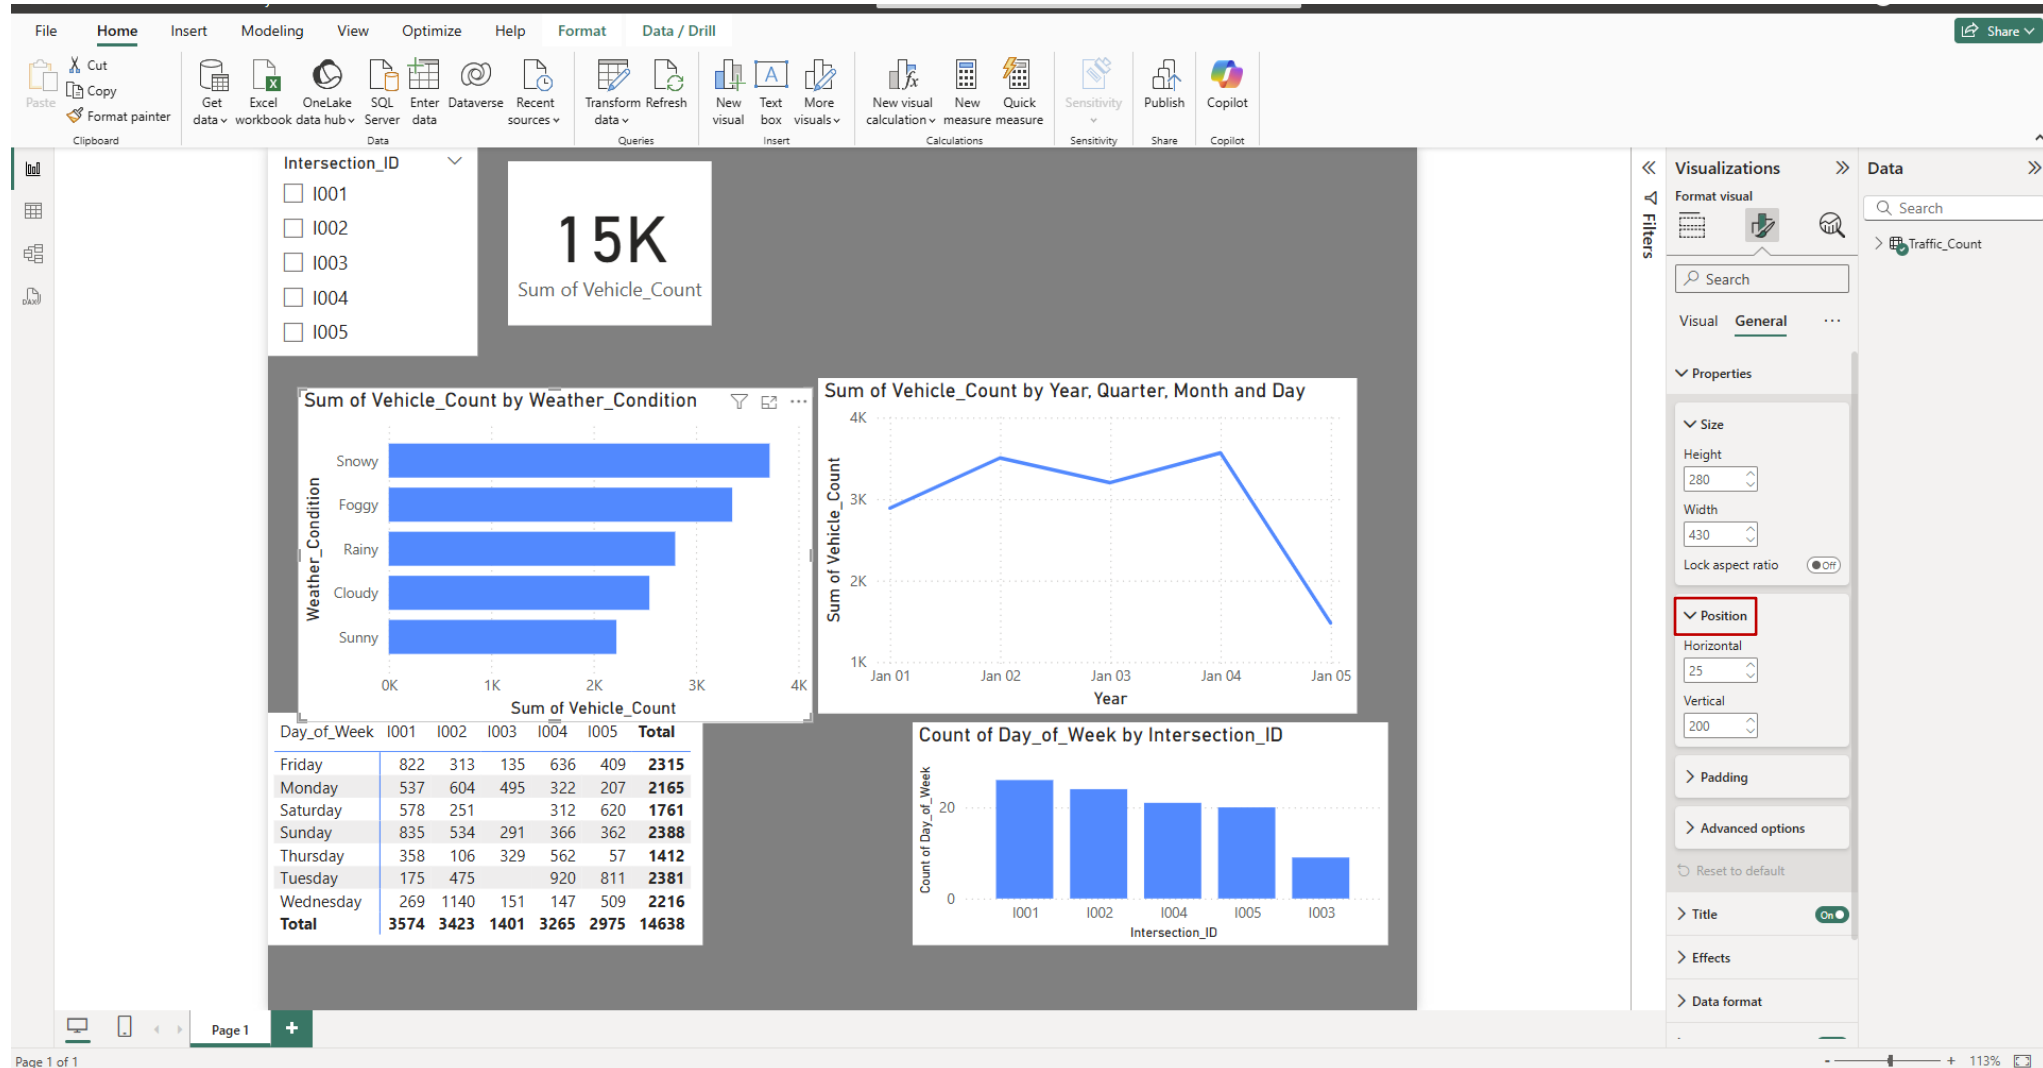 File Home Insert Modeling View Optimize Help Format Data / Drill Share
Paste
Cut
Copy
Format painter
Clipboard
Get data
Excel workbook
OneLake data hub
SQL Server
Enter data
Dataverse
Recent sources
Data
Transform data
Refresh
Queries
New visual
Text box
More visuals
Insert
New visual calculation
New measure
Quick measure
Calculations
Sensitivity
Sensitivity
Publish
Share
Copilot
Copilot
Intersection_ID
I001
I002
I003
I004
I005
15K
Sum of Vehicle_Count
Sum of Vehicle_Count by Weather_Condition
Weather_Condition
Snowy
Foggy
Rainy
Cloudy
Sunny
0K 1K 2K 3K 4K
Sum of Vehicle_Count
Sum of Vehicle_Count by Year, Quarter, Month and Day
Sum of Vehicle_Count
4K
3K
2K
1K
Jan 01 Jan 02 Jan 03 Jan 04 Jan 05
Year
Day_of_Week I001 I002 I003 I004 I005 Total
Friday 822 313 135 636 409 2315
Monday 537 604 495 322 207 2165
Saturday 578 251 312 620 1761
Sunday 835 534 291 366 362 2388
Thursday 358 106 329 562 57 1412
Tuesday 175 475 920 811 2381
Wednesday 269 1140 151 147 509 2216
Total 3574 3423 1401 3265 2975 14638
Count of Day_of_Week by Intersection_ID
Count of Day_of_Week
20
0
I001 I002 I004 I005 I003
Intersection_ID
Filters
Visualizations
Format visual
Search
Visual General
Properties
Size
Height
280
Width
430
Lock aspect ratio Off
Position
Horizontal
25
Vertical
200
Padding
Advanced options
Reset to default
Title On
Effects
Data format
Data
Search
Traffic_Count
DAX
Page 1
Page 1 of 1
- + 113%